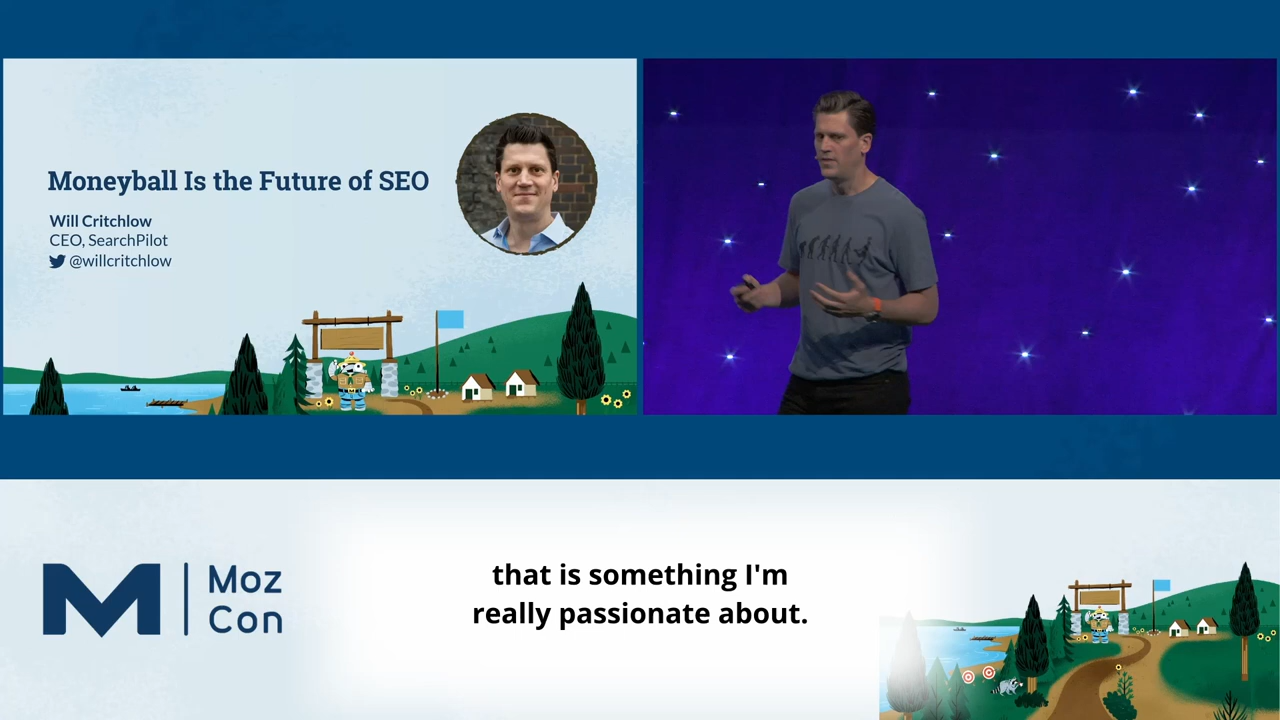 Moneyball Is the Future of SEO
Will Critchlow
CEO, SearchPilot
@willcritchlow
Moz
Con
that is something I'm
really passionate about.